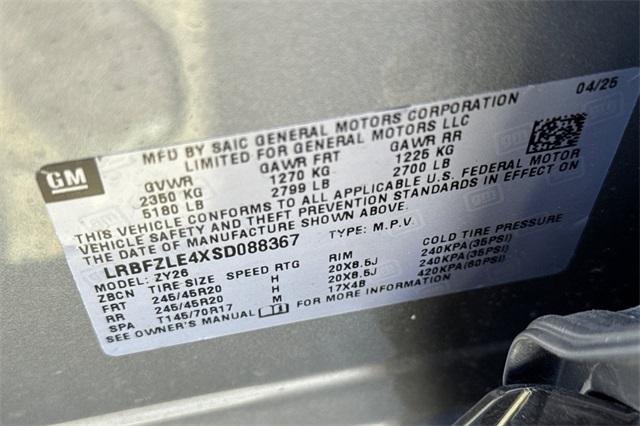 04/25
GM
MFD BY SAIC GENERAL MOTORS CORPORATION
LIMITED FOR GENERAL MOTORS LLC
GVWR GAWR FRT GAWR RR
2350 KG 1270 KG 1225 KG
5180 LB 2799 LB 2700 LB
THIS VEHICLE CONFORMS TO ALL APPLICABLE U.S. FEDERAL MOTOR
VEHICLE SAFETY AND THEFT PREVENTION STANDARDS IN EFFECT ON
THE DATE OF MANUFACTURE SHOWN ABOVE.
LRBFZLE4XSD088367 TYPE: M.P.V.
MODEL: ZY26
ZBCN TIRE SIZE SPEED RTG RIM COLD TIRE PRESSURE
FRT 245/45R20 H 20X8.5J 240KPA(35PSI)
RR 245/45R20 H 20X8.5J 240KPA(35PSI)
SPA T145/70R17 M 17X4B 420KPA(60PSI)
SEE OWNER'S MANUAL FOR MORE INFORMATION